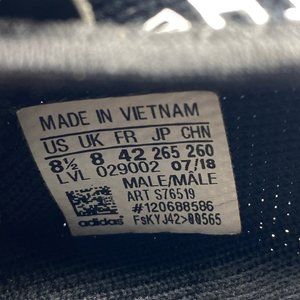 MADE IN VIETNAM
US UK FR JP CHN
8½ 8 42 265 260
LVL 029002 07/18
MALE/MÂLE
ART S76519
#120688586
FsKYJ42>00565
adidas